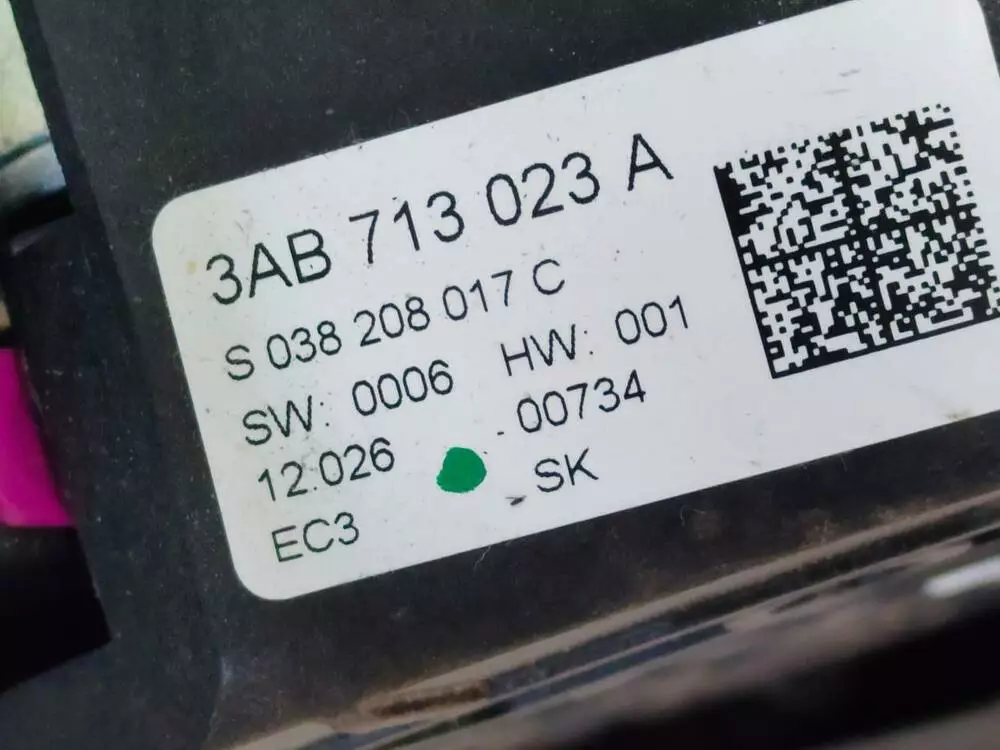 3AB 713 023 A
S 038 208 017 C
SW: 0006 HW: 001
12.026 00734
EC3 SK